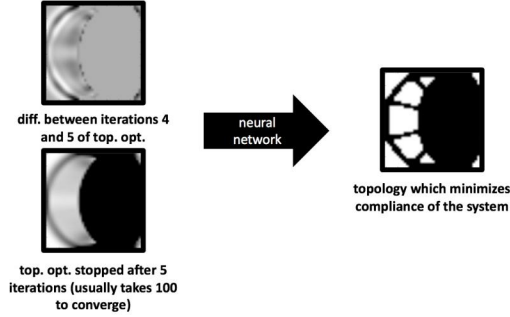 diff. between iterations 4
and 5 of top. opt.
neural
network
top. opt. stopped after 5
iterations (usually takes 100
to converge)
topology which minimizes
compliance of the system